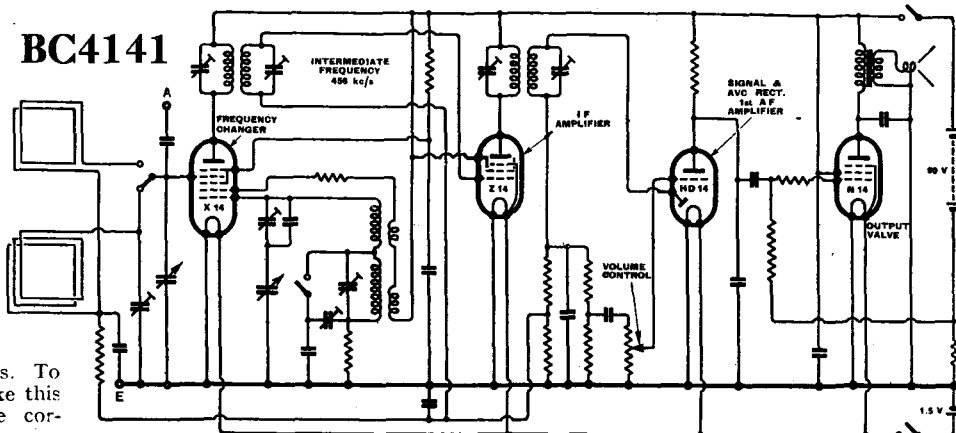 BC4141
INTERMEDIATE
FREQUENCY
456 kc/s
A
FREQUENCY
CHANGER
X 14
I F
AMPLIFIER
Z 14
SIGNAL &
AVC RECT.
1st A F
AMPLIFIER
HD 14
N 14
OUTPUT
VALVE
90 V
VOLUME
CONTROL
E
1.5 V
s. To
ke this
e cor-